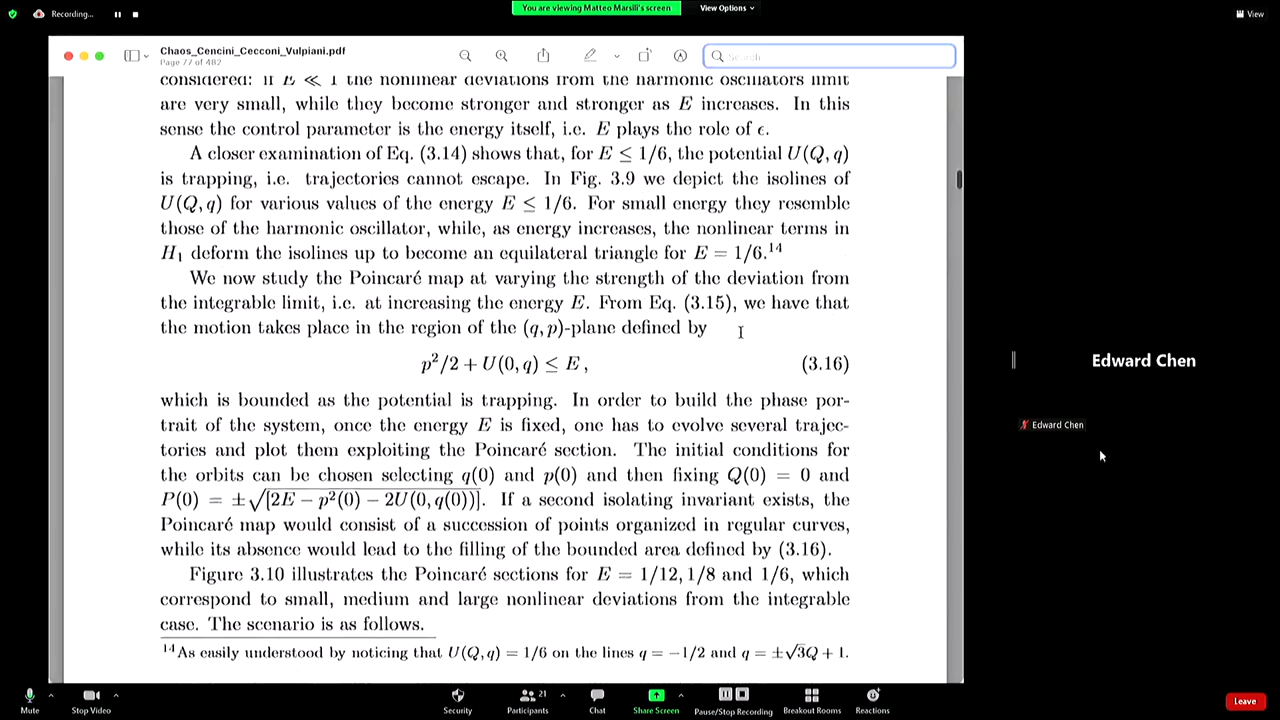 Recording...
You are viewing Matteo Marsili's screen
View Options
View
Chaos_Cencini_Cecconi_Vulpiani.pdf
Page 77 of 482
Search
considered: if E ≪ 1 the nonlinear deviations from the harmonic oscillators limit
are very small, while they become stronger and stronger as E increases. In this
sense the control parameter is the energy itself, i.e. E plays the role of ϵ.
A closer examination of Eq. (3.14) shows that, for E ≤ 1/6, the potential U(Q, q)
is trapping, i.e. trajectories cannot escape. In Fig. 3.9 we depict the isolines of
U(Q, q) for various values of the energy E ≤ 1/6. For small energy they resemble
those of the harmonic oscillator, while, as energy increases, the nonlinear terms in
H₁ deform the isolines up to become an equilateral triangle for E = 1/6.¹⁴
We now study the Poincaré map at varying the strength of the deviation from
the integrable limit, i.e. at increasing the energy E. From Eq. (3.15), we have that
the motion takes place in the region of the (q, p)-plane defined by
p²/2 + U(0, q) ≤ E , (3.16)
which is bounded as the potential is trapping. In order to build the phase por-
trait of the system, once the energy E is fixed, one has to evolve several trajec-
tories and plot them exploiting the Poincaré section. The initial conditions for
the orbits can be chosen selecting q(0) and p(0) and then fixing Q(0) = 0 and
P(0) = ±√[2E − p²(0) − 2U(0, q(0))]. If a second isolating invariant exists, the
Poincaré map would consist of a succession of points organized in regular curves,
while its absence would lead to the filling of the bounded area defined by (3.16).
Figure 3.10 illustrates the Poincaré sections for E = 1/12, 1/8 and 1/6, which
correspond to small, medium and large nonlinear deviations from the integrable
case. The scenario is as follows.
¹⁴As easily understood by noticing that U(Q, q) = 1/6 on the lines q = −1/2 and q = ±√3Q + 1.
Edward Chen
Edward Chen
Mute
Stop Video
Security
Participants
21
Chat
Share Screen
Pause/Stop Recording
Breakout Rooms
Reactions
Leave